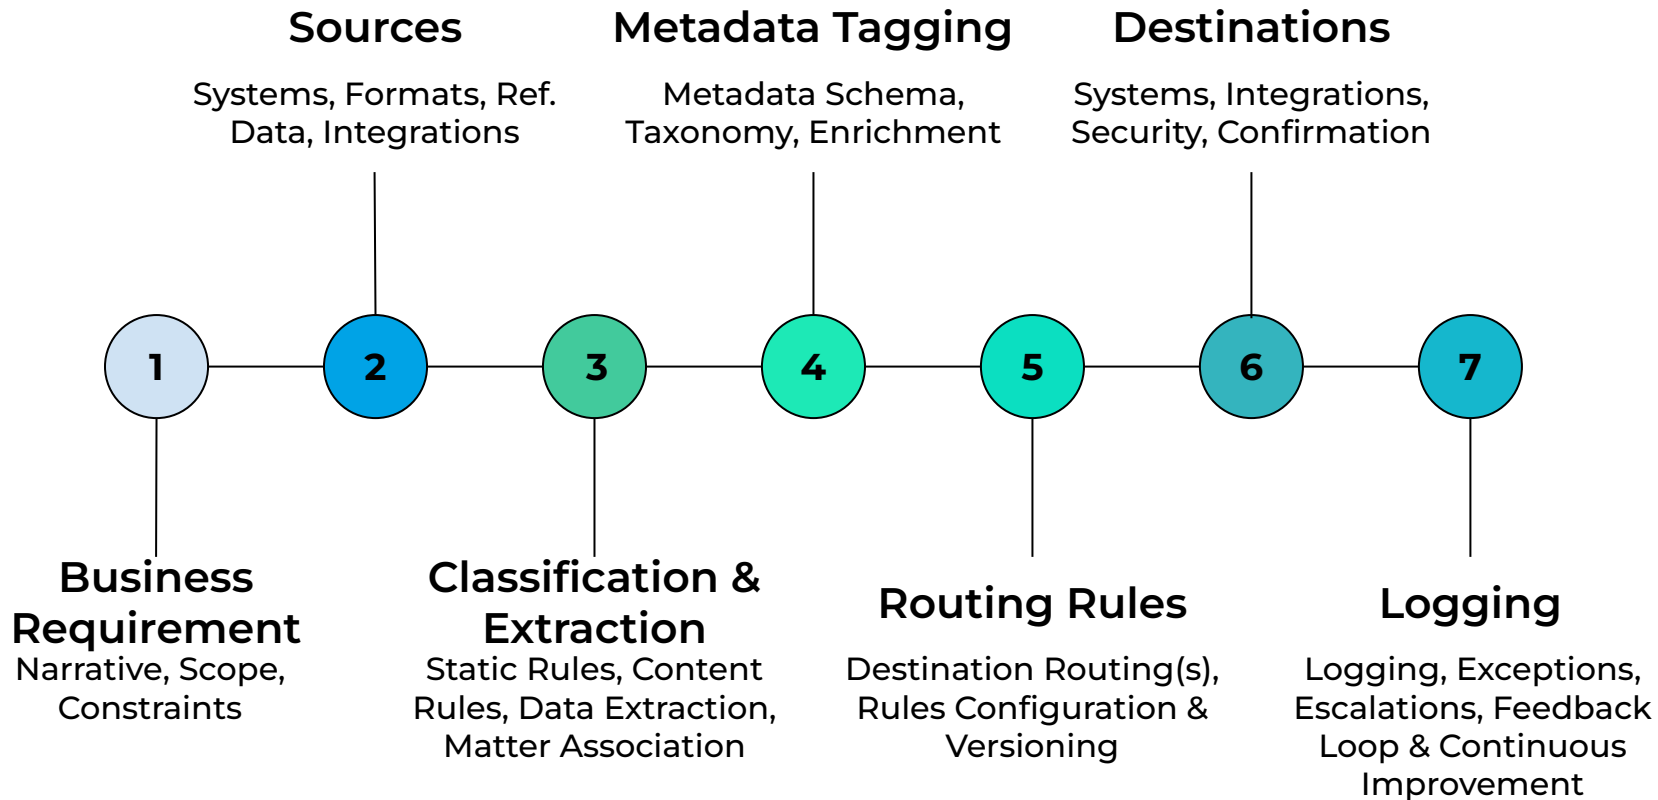 Sources
Systems, Formats, Ref.
Data, Integrations
Metadata Tagging
Metadata Schema,
Taxonomy, Enrichment
Destinations
Systems, Integrations,
Security, Confirmation
1
2
3
4
5
6
7
Business
Requirement
Narrative, Scope,
Constraints
Classification &
Extraction
Static Rules, Content
Rules, Data Extraction,
Matter Association
Routing Rules
Destination Routing(s),
Rules Configuration &
Versioning
Logging
Logging, Exceptions,
Escalations, Feedback
Loop & Continuous
Improvement